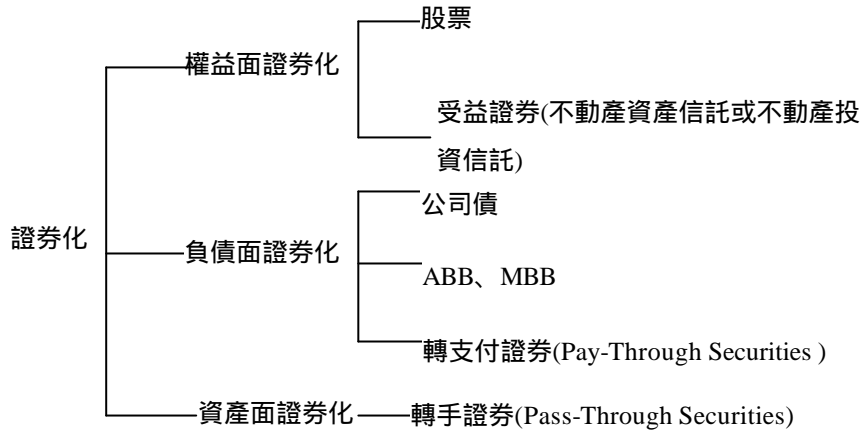 股票
權益面證券化
受益證券(不動產資產信託或不動產投
資信託)
公司債
證券化
負債面證券化
ABB、MBB
轉支付證券(Pay-Through Securities )
資產面證券化
轉手證券(Pass-Through Securities)